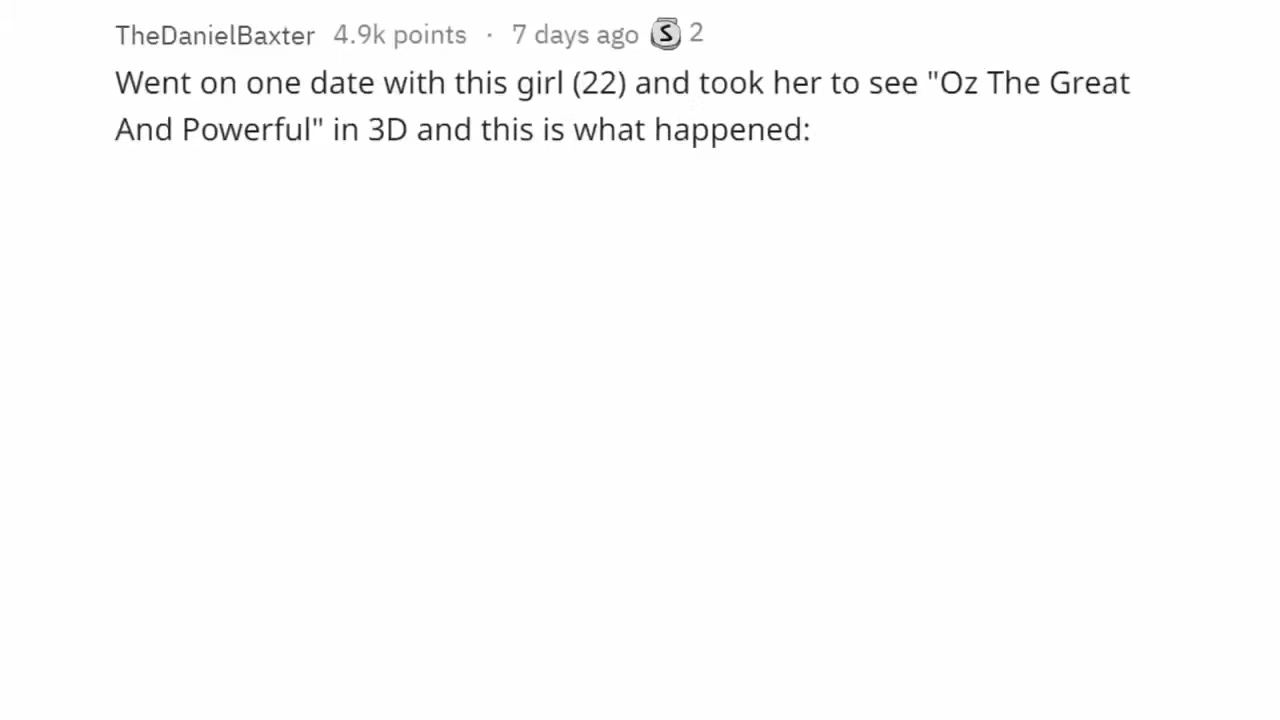 TheDanielBaxter 4.9k points · 7 days ago S 2
Went on one date with this girl (22) and took her to see "Oz The Great
And Powerful" in 3D and this is what happened: